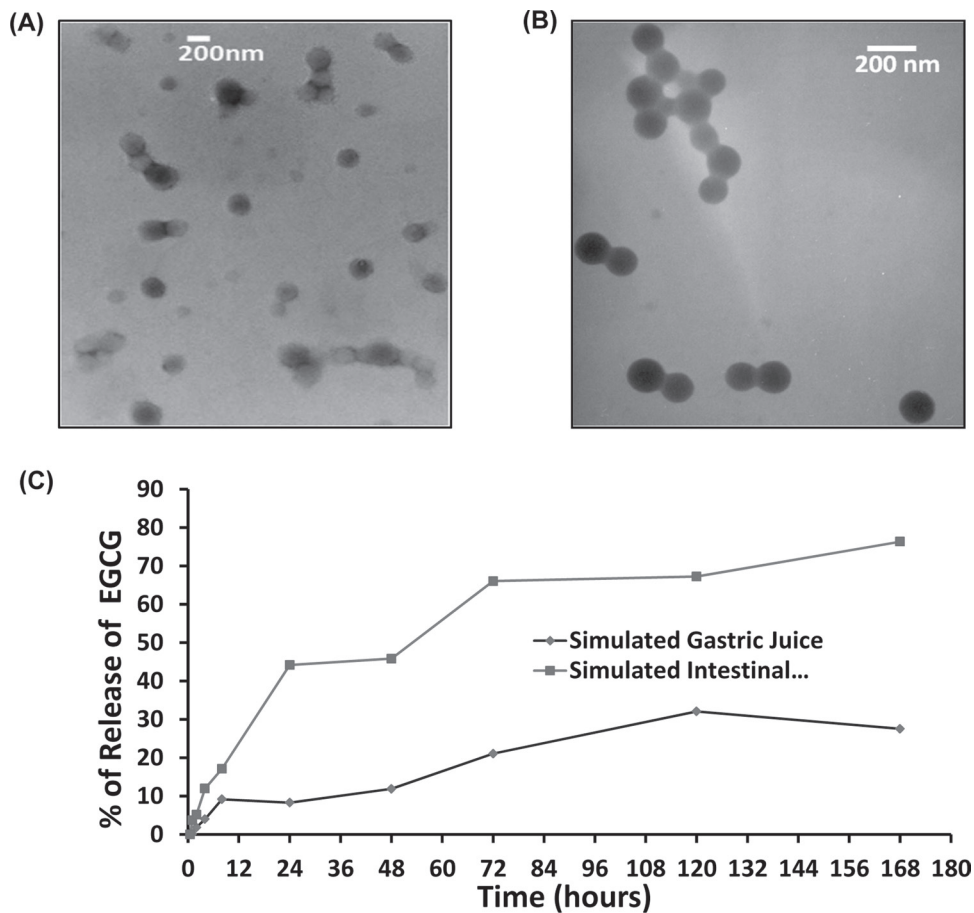 (A)
200nm
(B)
200 nm
(C)
% of Release of EGCG
90
80
70
60
50
40
30
20
10
0
Simulated Gastric Juice
Simulated Intestinal...
0 12 24 36 48 60 72 84 96 108 120 132 144 156 168 180
Time (hours)